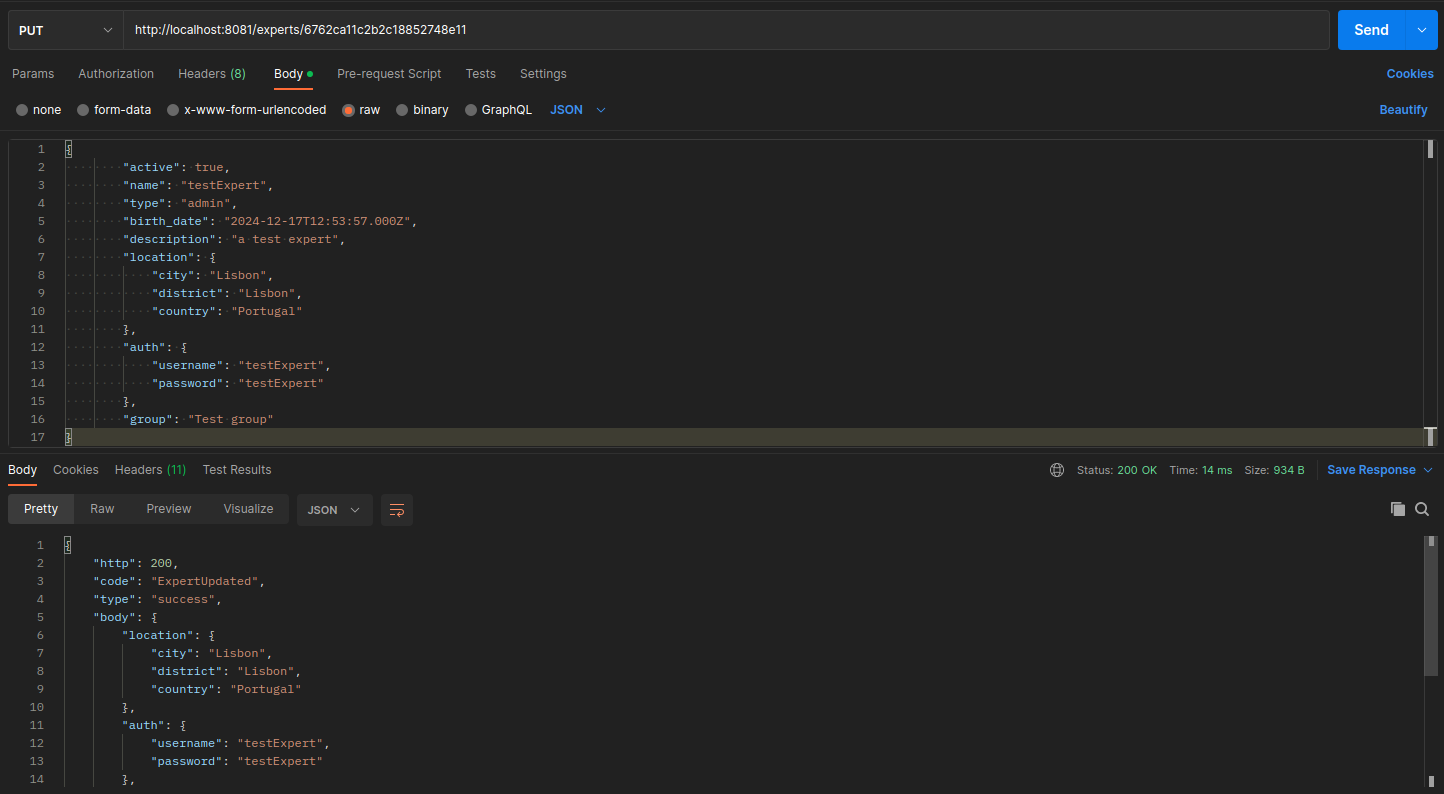 PUT http://localhost:8081/experts/6762ca11c2b2c18852748e11 Send
Params Authorization Headers (8) Body Pre-request Script Tests Settings Cookies
none form-data x-www-form-urlencoded raw binary GraphQL JSON Beautify
1 {
2 "active": true,
3 "name": "testExpert",
4 "type": "admin",
5 "birth_date": "2024-12-17T12:53:57.000Z",
6 "description": "a test expert",
7 "location": {
8 "city": "Lisbon",
9 "district": "Lisbon",
10 "country": "Portugal"
11 },
12 "auth": {
13 "username": "testExpert",
14 "password": "testExpert"
15 },
16 "group": "Test group"
17 }
Body Cookies Headers (11) Test Results Status: 200 OK Time: 14 ms Size: 934 B Save Response
Pretty Raw Preview Visualize JSON
1 {
2 "http": 200,
3 "code": "ExpertUpdated",
4 "type": "success",
5 "body": {
6 "location": {
7 "city": "Lisbon",
8 "district": "Lisbon",
9 "country": "Portugal"
10 },
11 "auth": {
12 "username": "testExpert",
13 "password": "testExpert"
14 },